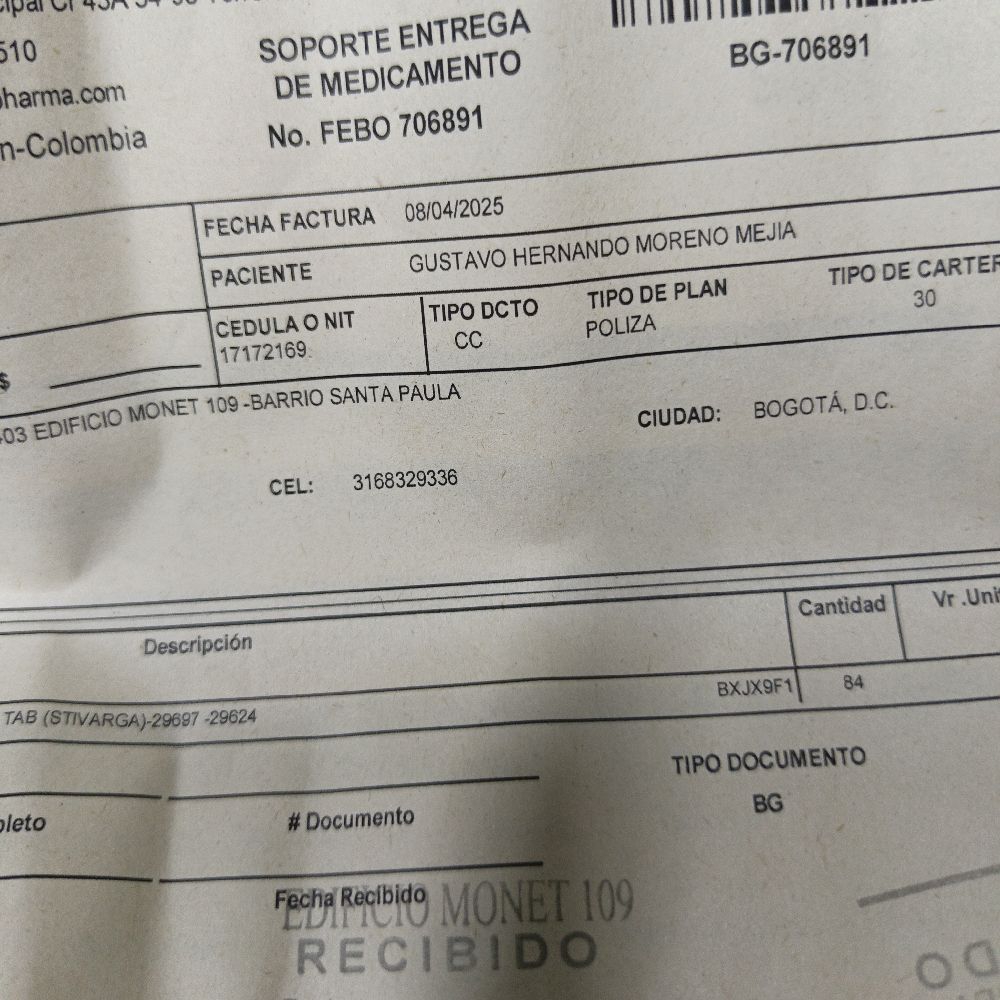 510
SOPORTE ENTREGA
DE MEDICAMENTO
No. FEBO 706891
BG-706891
pharma.com
n-Colombia
FECHA FACTURA 08/04/2025
PACIENTE GUSTAVO HERNANDO MORENO MEJIA
CEDULA O NIT TIPO DCTO TIPO DE PLAN TIPO DE CARTER
17172169 CC POLIZA 30
$
403 EDIFICIO MONET 109 -BARRIO SANTA PAULA
CIUDAD: BOGOTÁ, D.C.
CEL: 3168329336
Descripción Cantidad Vr .Unit
TAB (STIVARGA)-29697 -29624 BXJX9F1 84
TIPO DOCUMENTO
BG
pleto # Documento
Fecha Recibido
EDIFICIO MONET 109
RECIBIDO